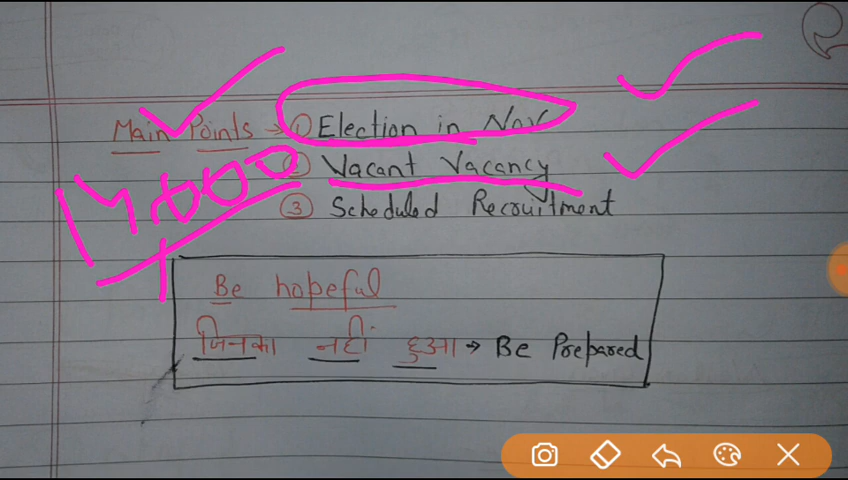 Main Points → ① Election in Nov
② Vacant Vacancy
14000
③ Scheduled Recruitment
Be hopeful
जिनका नहीं हुआ → Be Prepared